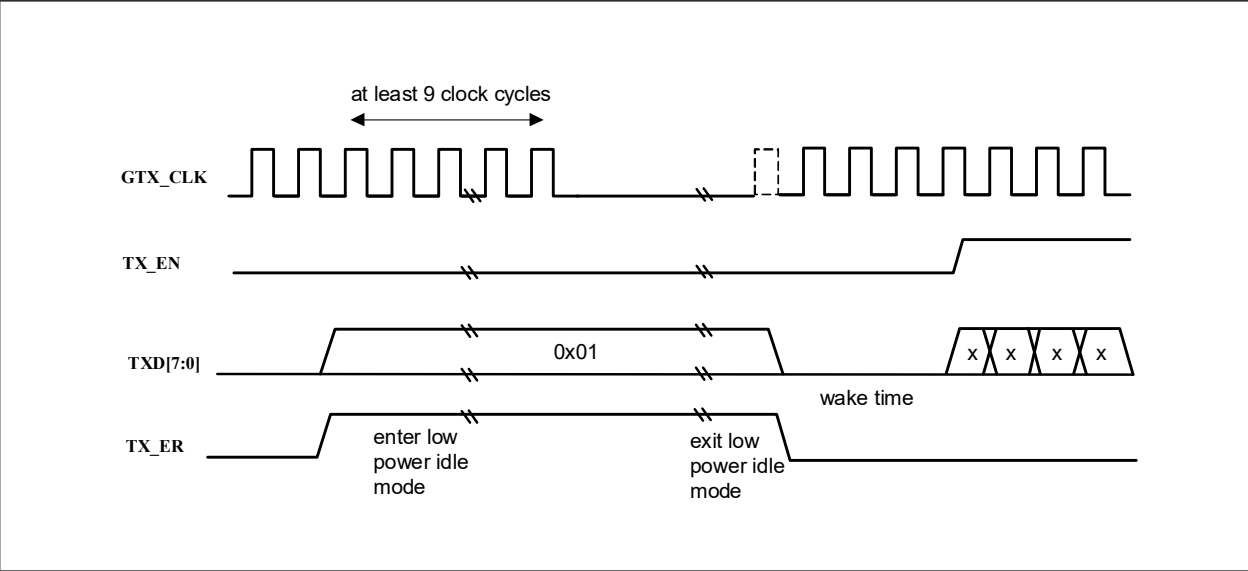 at least 9 clock cycles
GTX_CLK
TX_EN
TXD[7:0]
0x01
x x x x
wake time
TX_ER
enter low
power idle
mode
exit low
power idle
mode